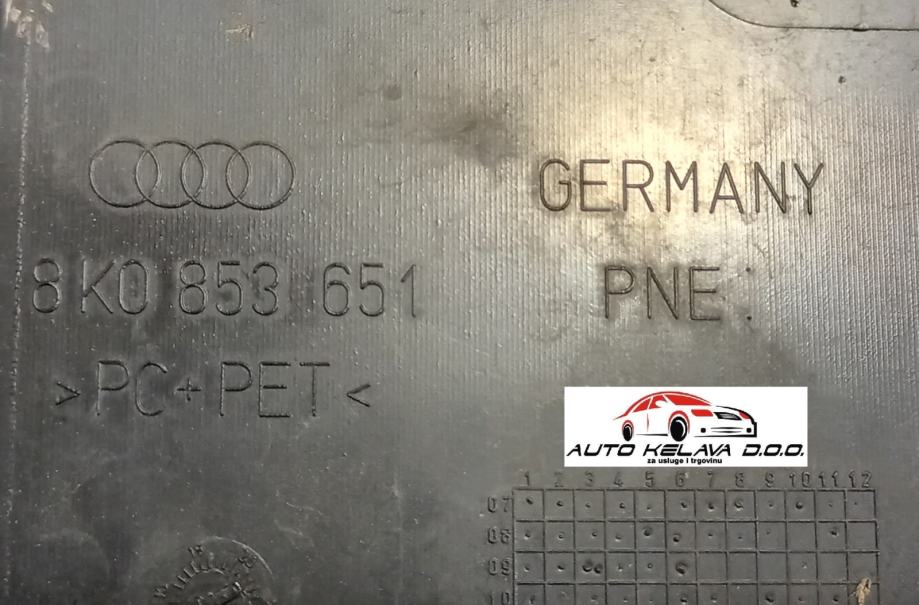 GERMANY
8K0 853 651
PNE:
>PC+PET<
AUTO KELAVA D.O.O.
za usluge i trgovinu
1 2 3 4 5 6 7 8 9 10 11 12
07
08
09
10